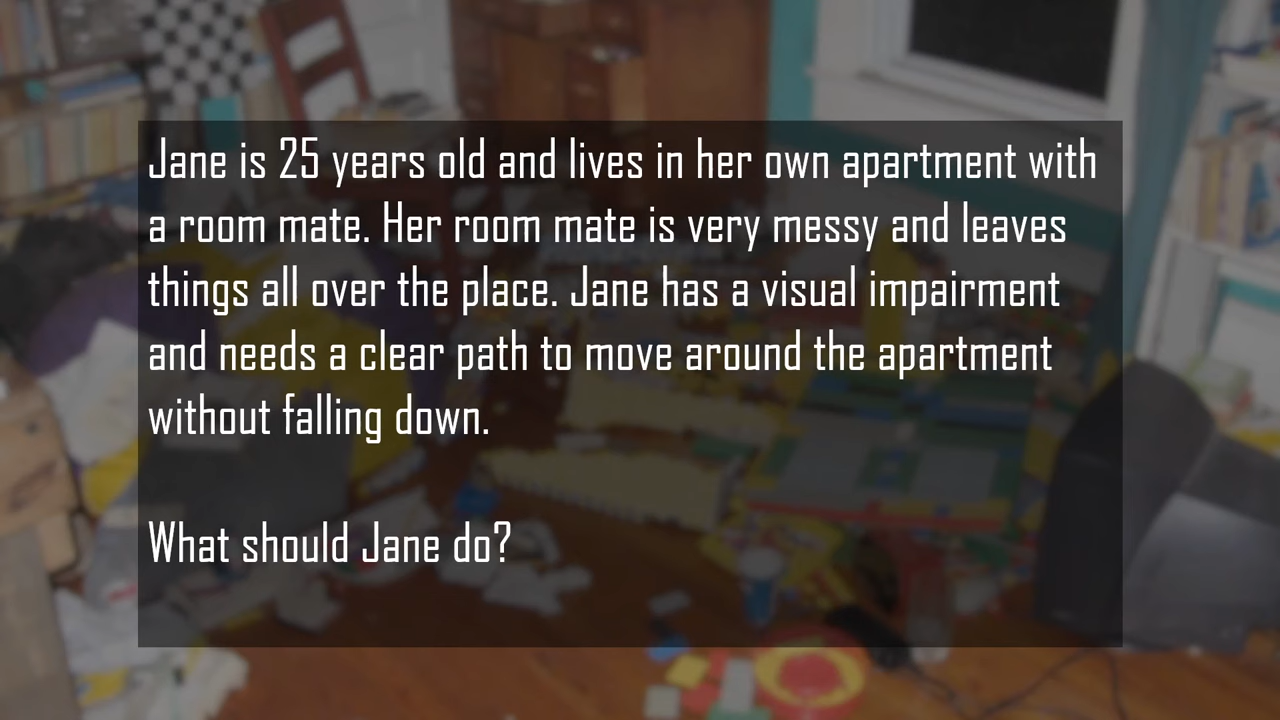 Jane is 25 years old and lives in her own apartment with
a room mate. Her room mate is very messy and leaves
things all over the place. Jane has a visual impairment
and needs a clear path to move around the apartment
without falling down.
What should Jane do?